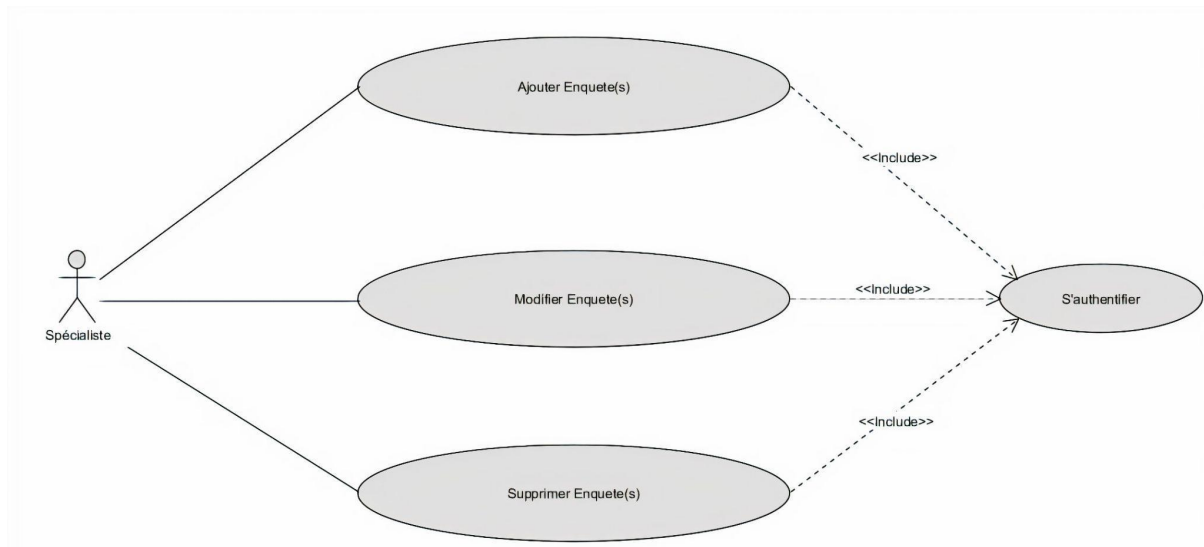 Ajouter Enquete(s)
<<Include>>
Modifier Enquete(s)
<<Include>>
S'authentifier
Spécialiste
<<Include>>
Supprimer Enquete(s)